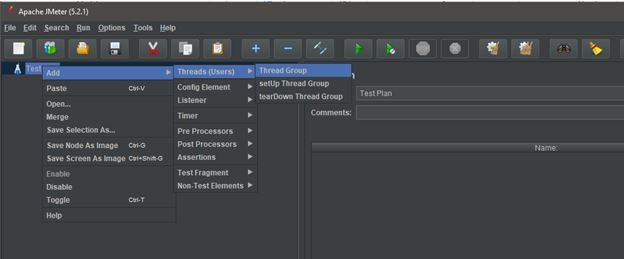 Apache JMeter (5.2.1)
File Edit Search Run Options Tools Help
Test
Add
Paste Ctrl-V
Open...
Merge
Save Selection As...
Save Node As Image Ctrl-G
Save Screen As Image Ctrl+Shift-G
Enable
Disable
Toggle Ctrl-T
Help
Threads (Users)
Config Element
Listener
Timer
Pre Processors
Post Processors
Assertions
Test Fragment
Non-Test Elements
Thread Group
setUp Thread Group
tearDown Thread Group
Test Plan
Comments:
Name: